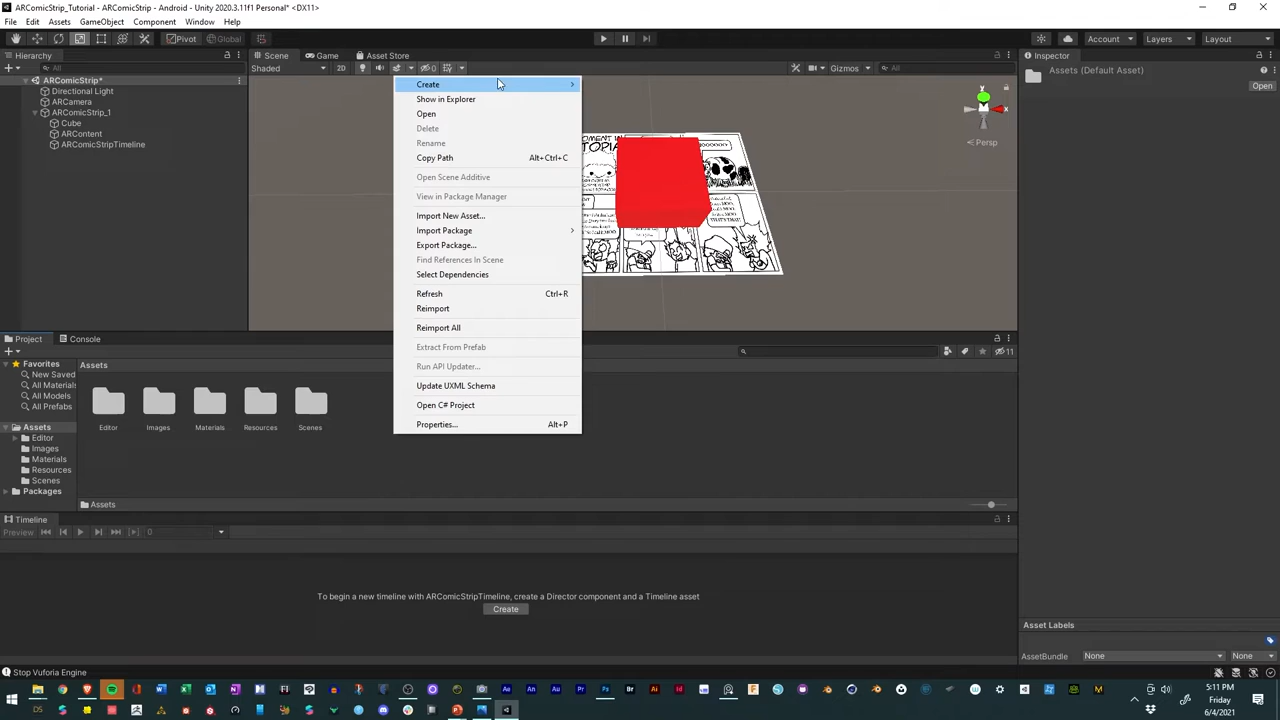 ARComicStrip_Tutorial - ARComicStrip - Android - Unity 2020.3.11f1 Personal* <DX11>
File Edit Assets GameObject Component Window Help
Pivot Global Account Layers Layout
Hierarchy Scene Game Asset Store Inspector
All Shaded 2D 0 Gizmos All
ARComicStrip*
Directional Light
ARCamera
ARComicStrip_1
Cube
ARContent
ARComicStripTimeline
Create
Show in Explorer
Open
Delete
Rename
Copy Path Alt+Ctrl+C
Open Scene Additive
View in Package Manager
Import New Asset...
Import Package
Export Package...
Find References In Scene
Select Dependencies
Refresh Ctrl+R
Reimport
Reimport All
Extract From Prefab
Run API Updater...
Update UXML Schema
Open C# Project
Properties... Alt+P
y
Persp
Assets (Default Asset)
Open
Project Console
11
Favorites
New Saved
All Materials
All Models
All Prefabs
Assets
Editor
Images
Materials
Resources
Scenes
Packages
Assets
Editor Images Materials Resources Scenes
Assets
Timeline
Preview 0
To begin a new timeline with ARComicStripTimeline, create a Director component and a Timeline asset
Create
Asset Labels
AssetBundle None None
Stop Vuforia Engine
5:11 PM
Friday
6/4/2021